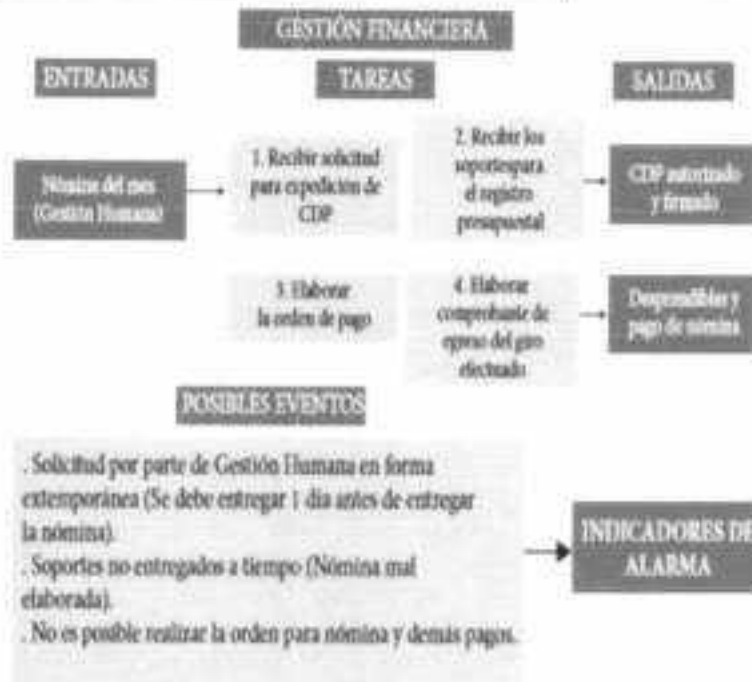 GESTIÓN FINANCIERA
ENTRADAS
TAREAS
SALIDAS
Nómina del mes
(Gestión Humana)
1. Recibir solicitud
para expedición de
CDP
2. Recibir los
soportespara
el registro
presupuestal
CDP autorizado
y firmado
3. Elaborar
la orden de pago
4. Elaborar
comprobante de
egreso del giro
efectuado
Desprendibles y
pago de nómina
POSIBLES EVENTOS
. Solicitud por parte de Gestión Humana en forma
extemporánea (Se debe entregar 1 día antes de entregar
la nómina).
. Soportes no entregados a tiempo (Nómina mal
elaborada).
. No es posible realizar la orden para nómina y demás pagos.
INDICADORES DE
ALARMA